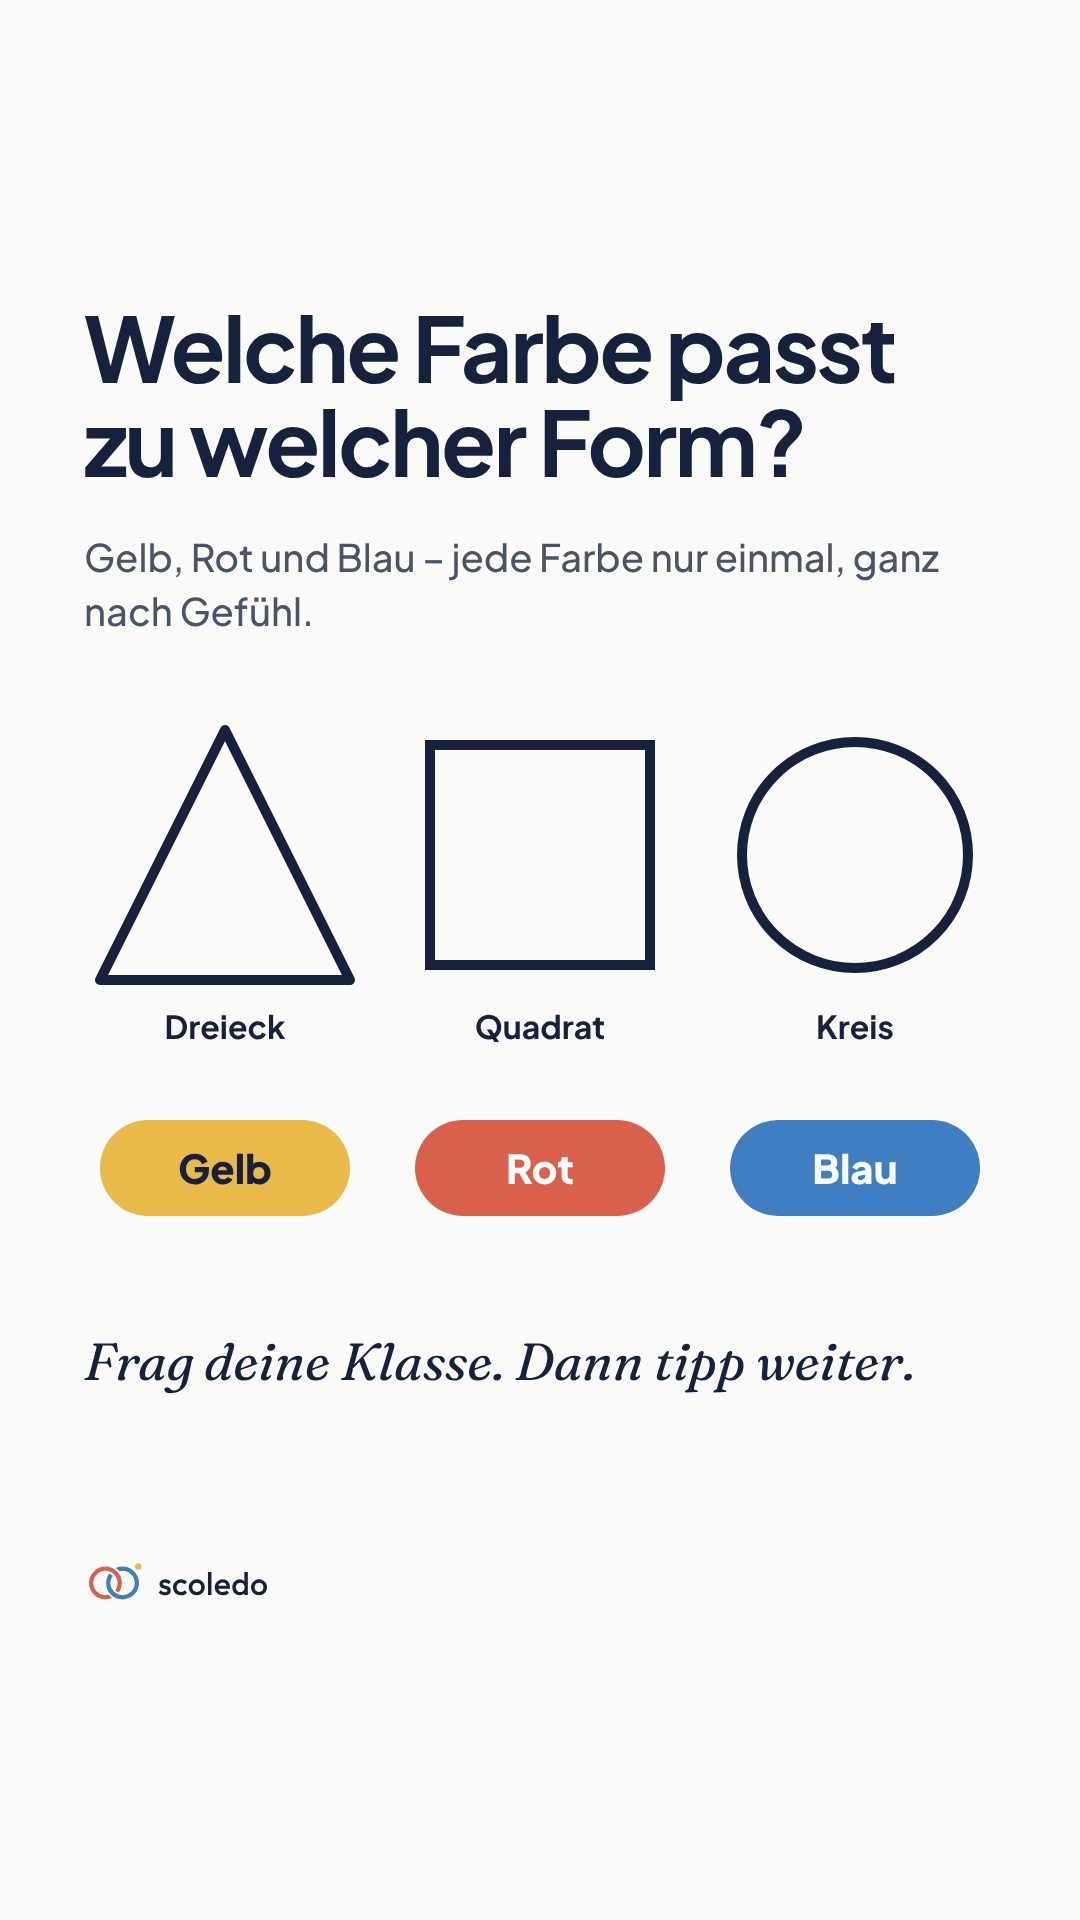 Welche Farbe passt
zu welcher Form?
Gelb, Rot und Blau – jede Farbe nur einmal, ganz
nach Gefühl.
Dreieck
Quadrat
Kreis
Gelb
Rot
Blau
Frag deine Klasse. Dann tipp weiter.
scoledo